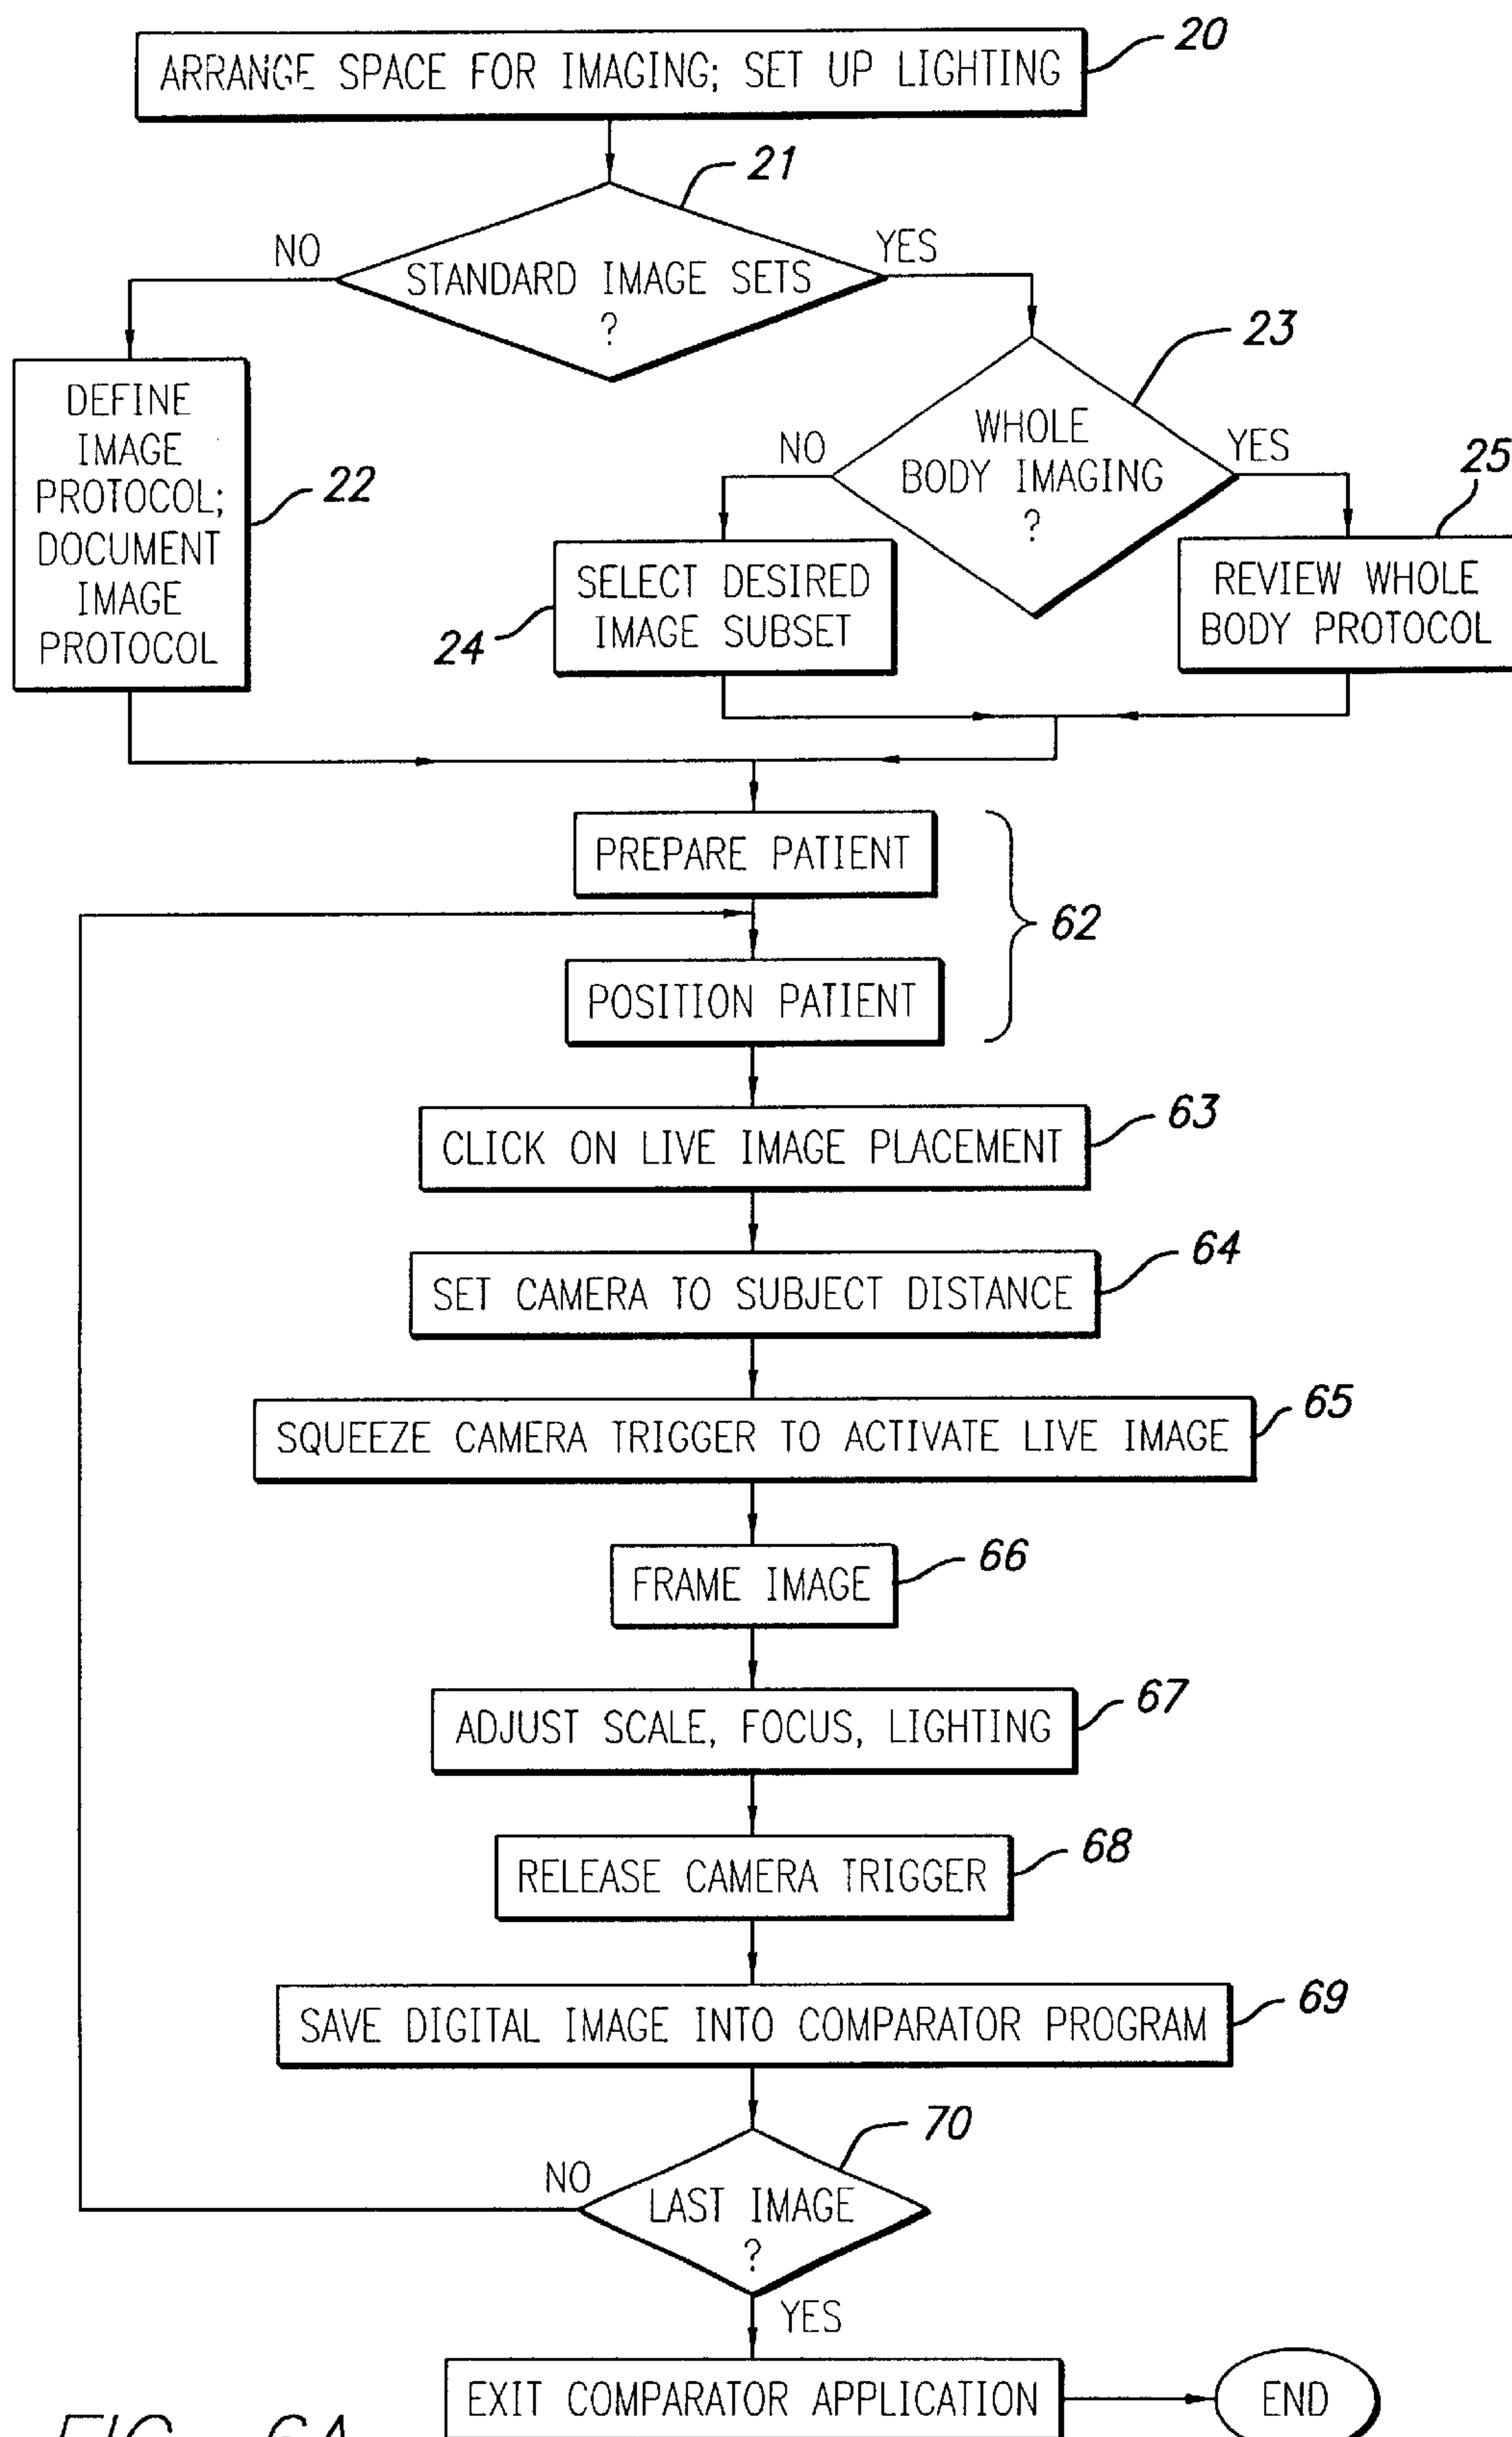 20
ARRANGE SPACE FOR IMAGING; SET UP LIGHTING
21
NO
YES
STANDARD IMAGE SETS
?
23
DEFINE
IMAGE
PROTOCOL;
DOCUMENT
IMAGE
PROTOCOL
22
NO
WHOLE
BODY IMAGING
?
YES
25
SELECT DESIRED
IMAGE SUBSET
24
REVIEW WHOLE
BODY PROTOCOL
PREPARE PATIENT
62
POSITION PATIENT
63
CLICK ON LIVE IMAGE PLACEMENT
64
SET CAMERA TO SUBJECT DISTANCE
65
SQUEEZE CAMERA TRIGGER TO ACTIVATE LIVE IMAGE
66
FRAME IMAGE
67
ADJUST SCALE, FOCUS, LIGHTING
68
RELEASE CAMERA TRIGGER
69
SAVE DIGITAL IMAGE INTO COMPARATOR PROGRAM
70
NO
LAST IMAGE
?
YES
EXIT COMPARATOR APPLICATION
END
FIG. 6A